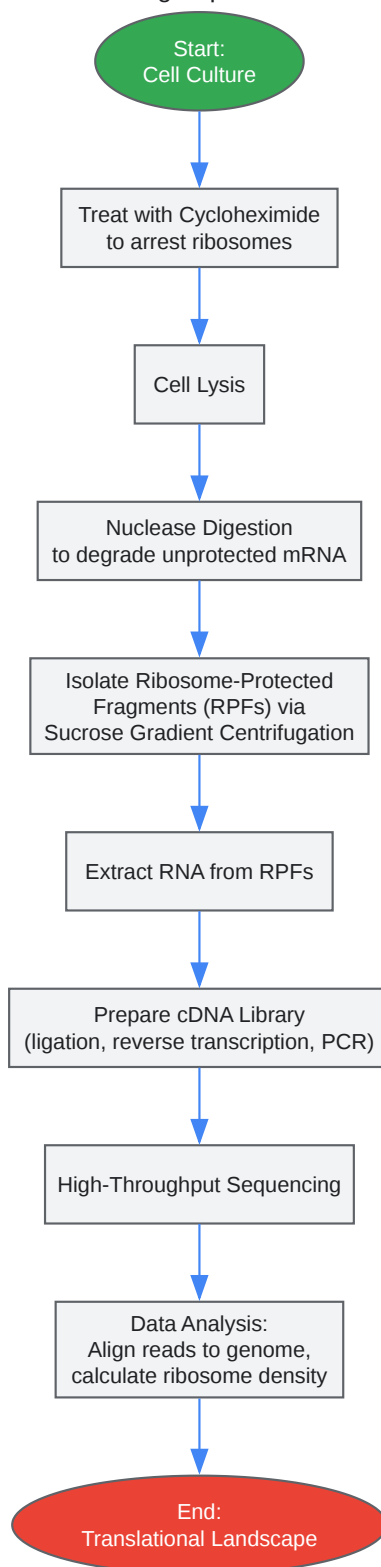 Start:
Cell Culture
Treat with Cycloheximide
to arrest ribosomes
Cell Lysis
Nuclease Digestion
to degrade unprotected mRNA
Isolate Ribosome-Protected
Fragments (RPFs) via
Sucrose Gradient Centrifugation
Extract RNA from RPFs
Prepare cDNA Library
(ligation, reverse transcription, PCR)
High-Throughput Sequencing
Data Analysis:
Align reads to genome,
calculate ribosome density
End:
Translational Landscape